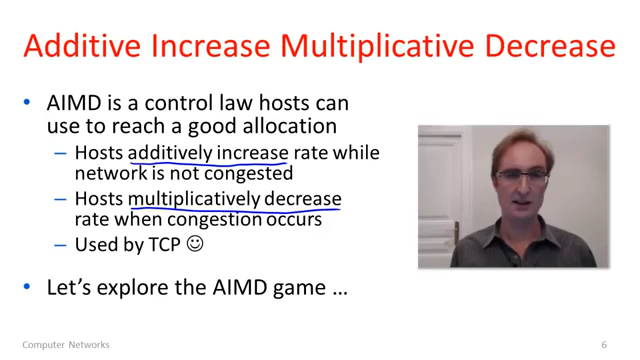 Additive Increase Multiplicative Decrease
• AIMD is a control law hosts can
use to reach a good allocation
– Hosts additively increase rate while
network is not congested
– Hosts multiplicatively decrease
rate when congestion occurs
– Used by TCP ☺
• Let’s explore the AIMD game …
Computer Networks
6